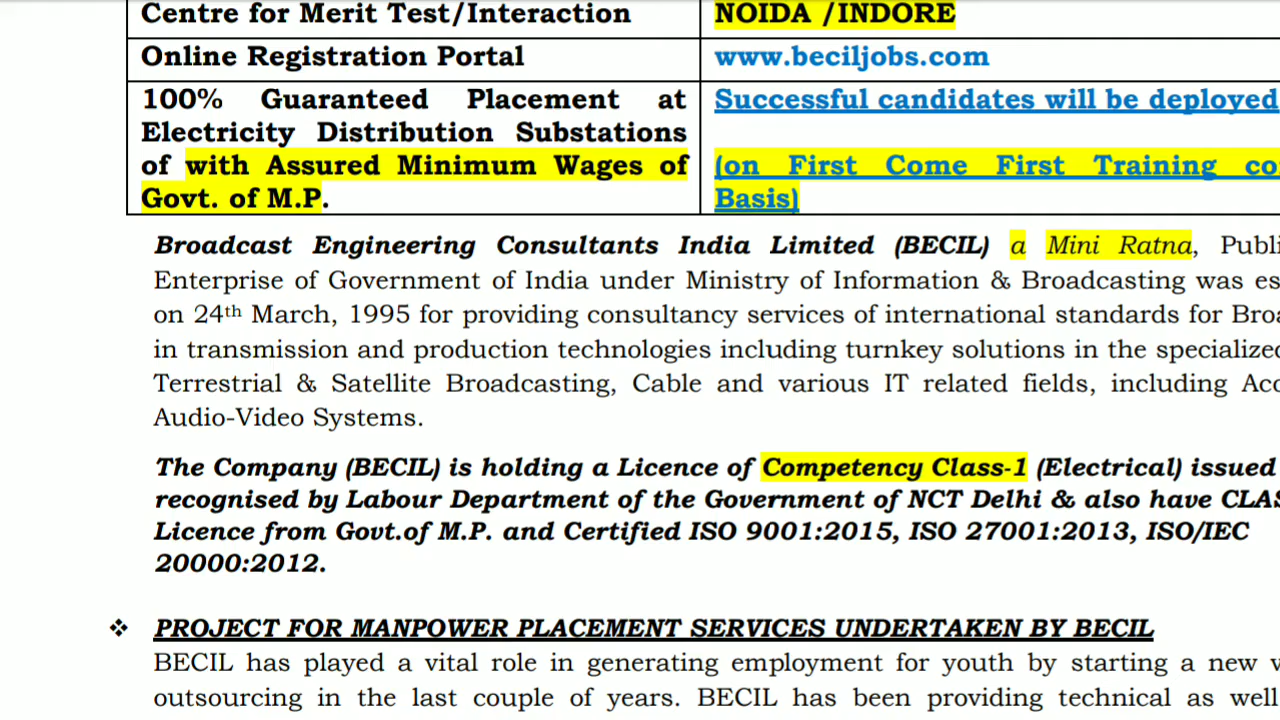 Centre for Merit Test/Interaction NOIDA /INDORE
Online Registration Portal www.beciljobs.com
100% Guaranteed Placement at Successful candidates will be deployed
Electricity Distribution Substations
of with Assured Minimum Wages of (on First Come First Training
Govt. of M.P. Basis)
Broadcast Engineering Consultants India Limited (BECIL) a Mini Ratna,
Enterprise of Government of India under Ministry of Information & Broadcasting was
on 24th March, 1995 for providing consultancy services of international standards for
in transmission and production technologies including turnkey solutions in the
Terrestrial & Satellite Broadcasting, Cable and various IT related fields, including
Audio-Video Systems.
The Company (BECIL) is holding a Licence of Competency Class-1 (Electrical) issued
recognised by Labour Department of the Government of NCT Delhi & also have
Licence from Govt.of M.P. and Certified ISO 9001:2015, ISO 27001:2013, ISO/IEC
20000:2012.
❖ PROJECT FOR MANPOWER PLACEMENT SERVICES UNDERTAKEN BY BECIL
BECIL has played a vital role in generating employment for youth by starting a new
outsourcing in the last couple of years. BECIL has been providing technical as well